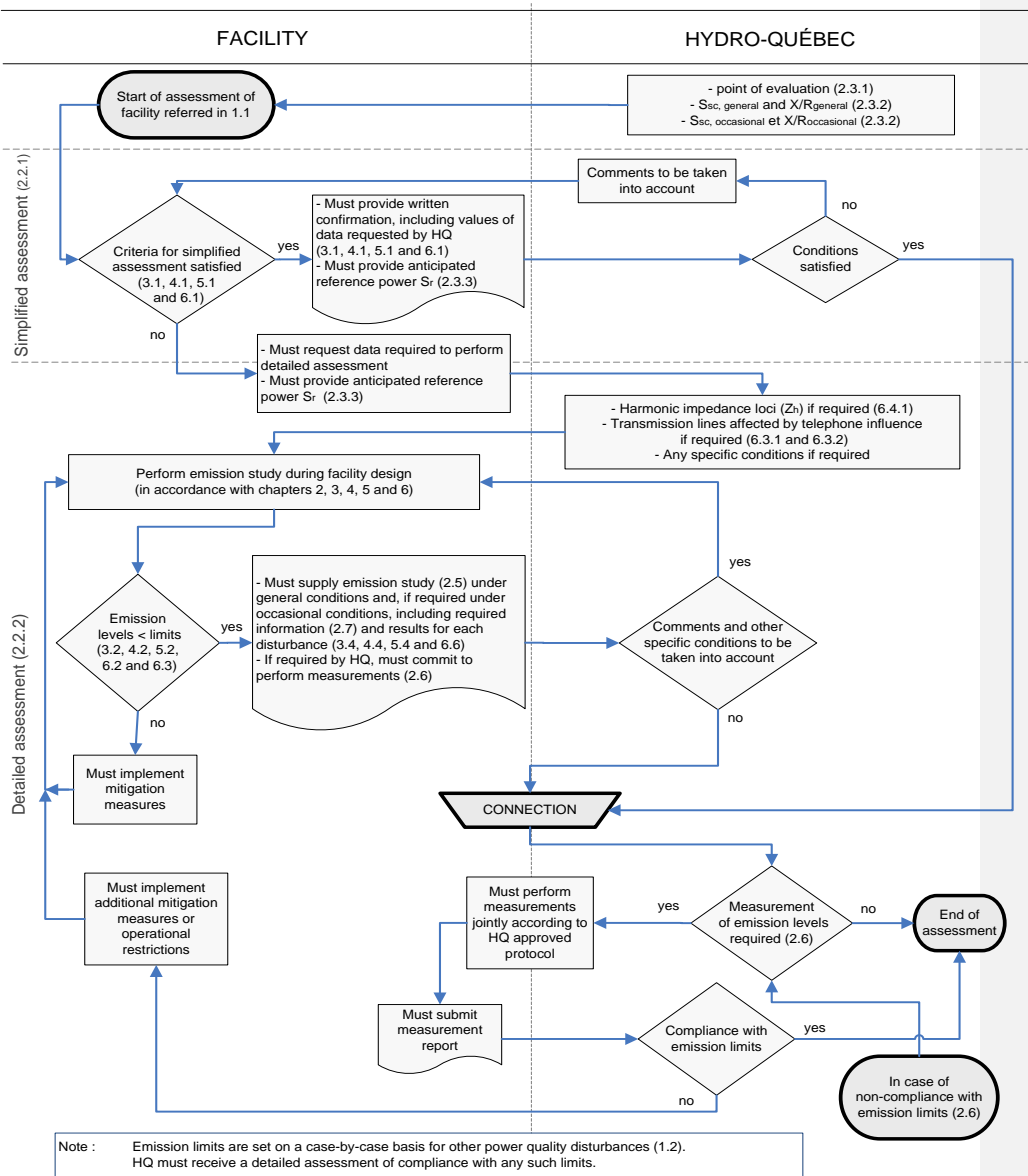 FACILITY
HYDRO-QUÉBEC
Start of assessment of
facility referred in 1.1
- point of evaluation (2.3.1)
- Ssc, general and X/Rgeneral (2.3.2)
- Ssc, occasional et X/Roccasional (2.3.2)
Simplified assessment (2.2.1)
Comments to be taken
into account
no
Criteria for simplified
assessment satisfied
(3.1, 4.1, 5.1
and 6.1)
yes
- Must provide written
confirmation, including values of
data requested by HQ
(3.1, 4.1, 5.1 and 6.1)
- Must provide anticipated
reference power Sr (2.3.3)
Conditions
satisfied
yes
no
- Must request data required to perform
detailed assessment
- Must provide anticipated reference
power Sr (2.3.3)
- Harmonic impedance loci (Zh) if required (6.4.1)
- Transmission lines affected by telephone influence
if required (6.3.1 and 6.3.2)
- Any specific conditions if required
Detailed assessment (2.2.2)
Perform emission study during facility design
(in accordance with chapters 2, 3, 4, 5 and 6)
yes
Emission
levels < limits
(3.2, 4.2, 5.2,
6.2 and 6.3)
yes
- Must supply emission study (2.5) under
general conditions and, if required under
occasional conditions, including required
information (2.7) and results for each
disturbance (3.4, 4.4, 5.4 and 6.6)
- If required by HQ, must commit to
perform measurements (2.6)
Comments and other
specific conditions to be
taken into account
no
no
Must implement
mitigation
measures
CONNECTION
Must implement
additional mitigation
measures or
operational
restrictions
Must perform
measurements
jointly according to
HQ approved
protocol
yes
Measurement
of emission levels
required (2.6)
no
End of
assessment
Must submit
measurement
report
Compliance with
emission limits
yes
no
In case of
non-compliance with
emission limits (2.6)
Note : Emission limits are set on a case-by-case basis for other power quality disturbances (1.2).
HQ must receive a detailed assessment of compliance with any such limits.